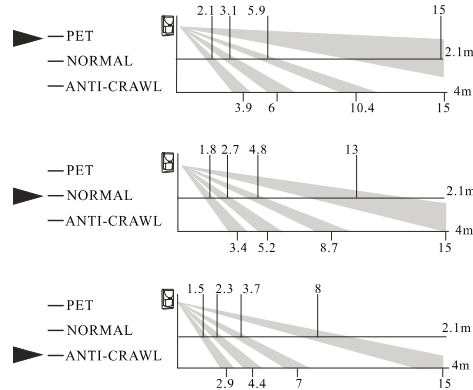 2.1 3.1 5.9 15
PET
NORMAL 2.1m
ANTI-CRAWL 4m
3.9 6 10.4 15
1.8 2.7 4.8 13
PET
NORMAL 2.1m
ANTI-CRAWL 4m
3.4 5.2 8.7 15
1.5 2.3 3.7 8
PET
NORMAL 2.1m
ANTI-CRAWL 4m
2.9 4.4 7 15